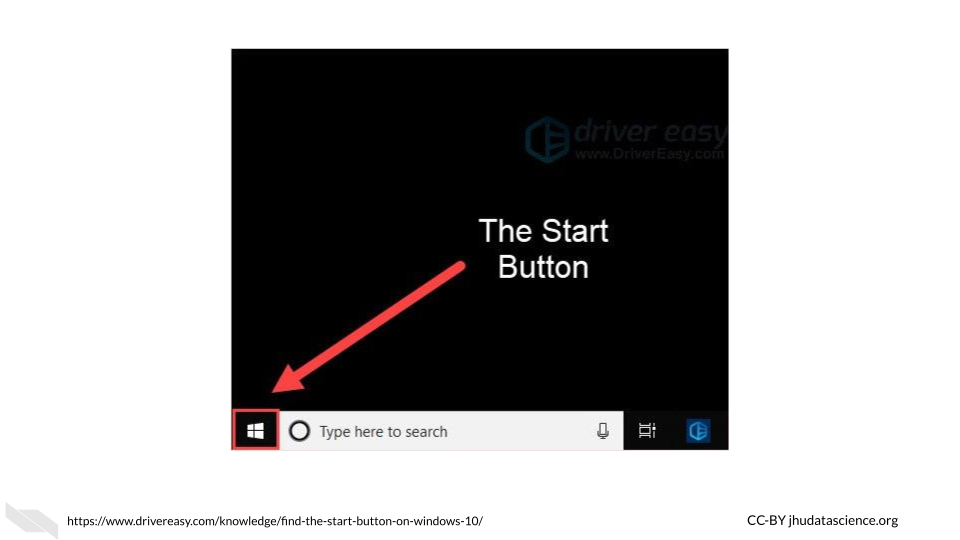 driver easy
www.DriverEasy.com
The Start
Button
Type here to search
https://www.drivereasy.com/knowledge/find-the-start-button-on-windows-10/
CC-BY jhudatascience.org